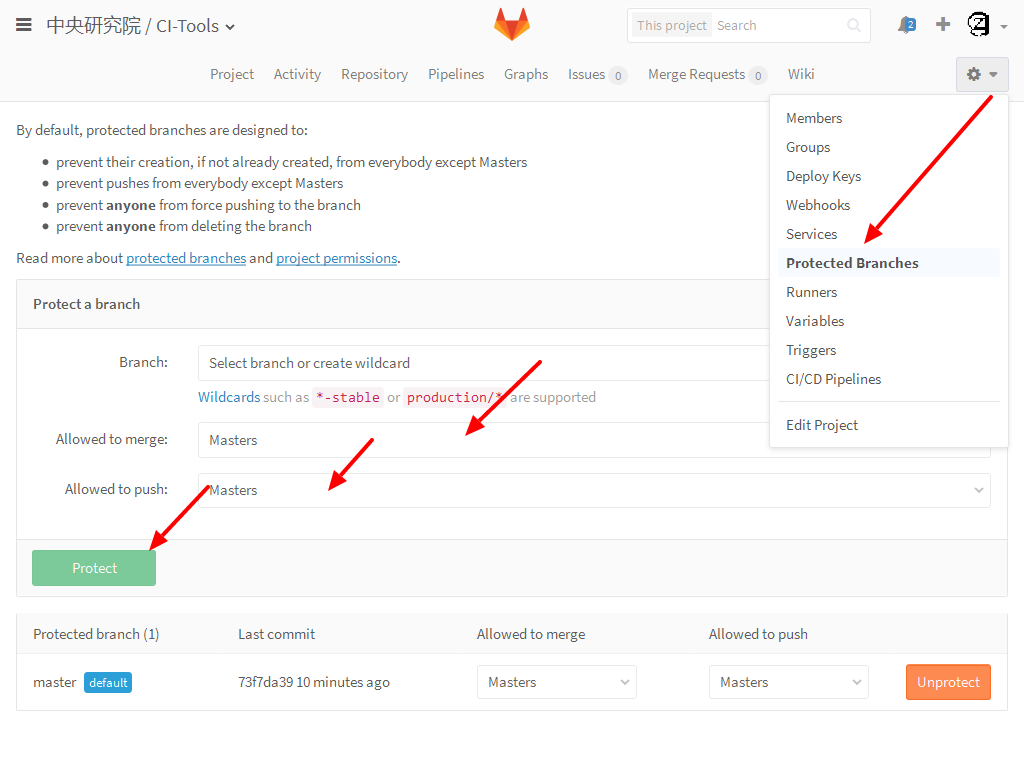 中央研究院 / CI-Tools
This project Search
2
Project Activity Repository Pipelines Graphs Issues 0 Merge Requests 0 Wiki
Members
Groups
Deploy Keys
Webhooks
Services
Protected Branches
Runners
Variables
Triggers
CI/CD Pipelines
Edit Project
By default, protected branches are designed to:
prevent their creation, if not already created, from everybody except Masters
prevent pushes from everybody except Masters
prevent anyone from force pushing to the branch
prevent anyone from deleting the branch
Read more about protected branches and project permissions.
Protect a branch
Branch: Select branch or create wildcard
Wildcards such as *-stable or production/* are supported
Allowed to merge: Masters
Allowed to push: Masters
Protect
Protected branch (1) Last commit Allowed to merge Allowed to push
master default 73f7da39 10 minutes ago Masters Masters Unprotect